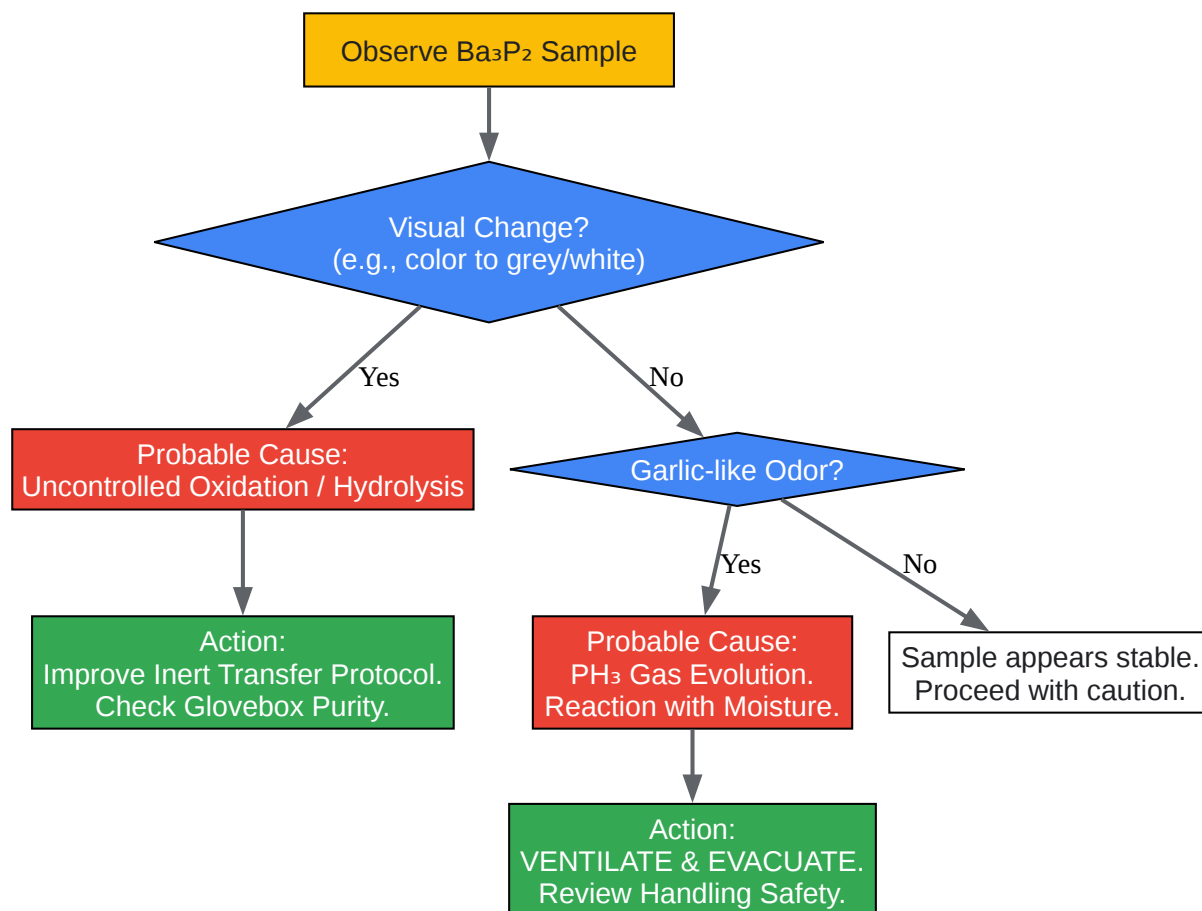 Observe Ba₃P₂ Sample
Visual Change?
(e.g., color to grey/white)
Yes
No
Probable Cause:
Uncontrolled Oxidation / Hydrolysis
Garlic-like Odor?
Yes
No
Action:
Improve Inert Transfer Protocol.
Check Glovebox Purity.
Probable Cause:
PH₃ Gas Evolution.
Reaction with Moisture.
Sample appears stable.
Proceed with caution.
Action:
VENTILATE & EVACUATE.
Review Handling Safety.